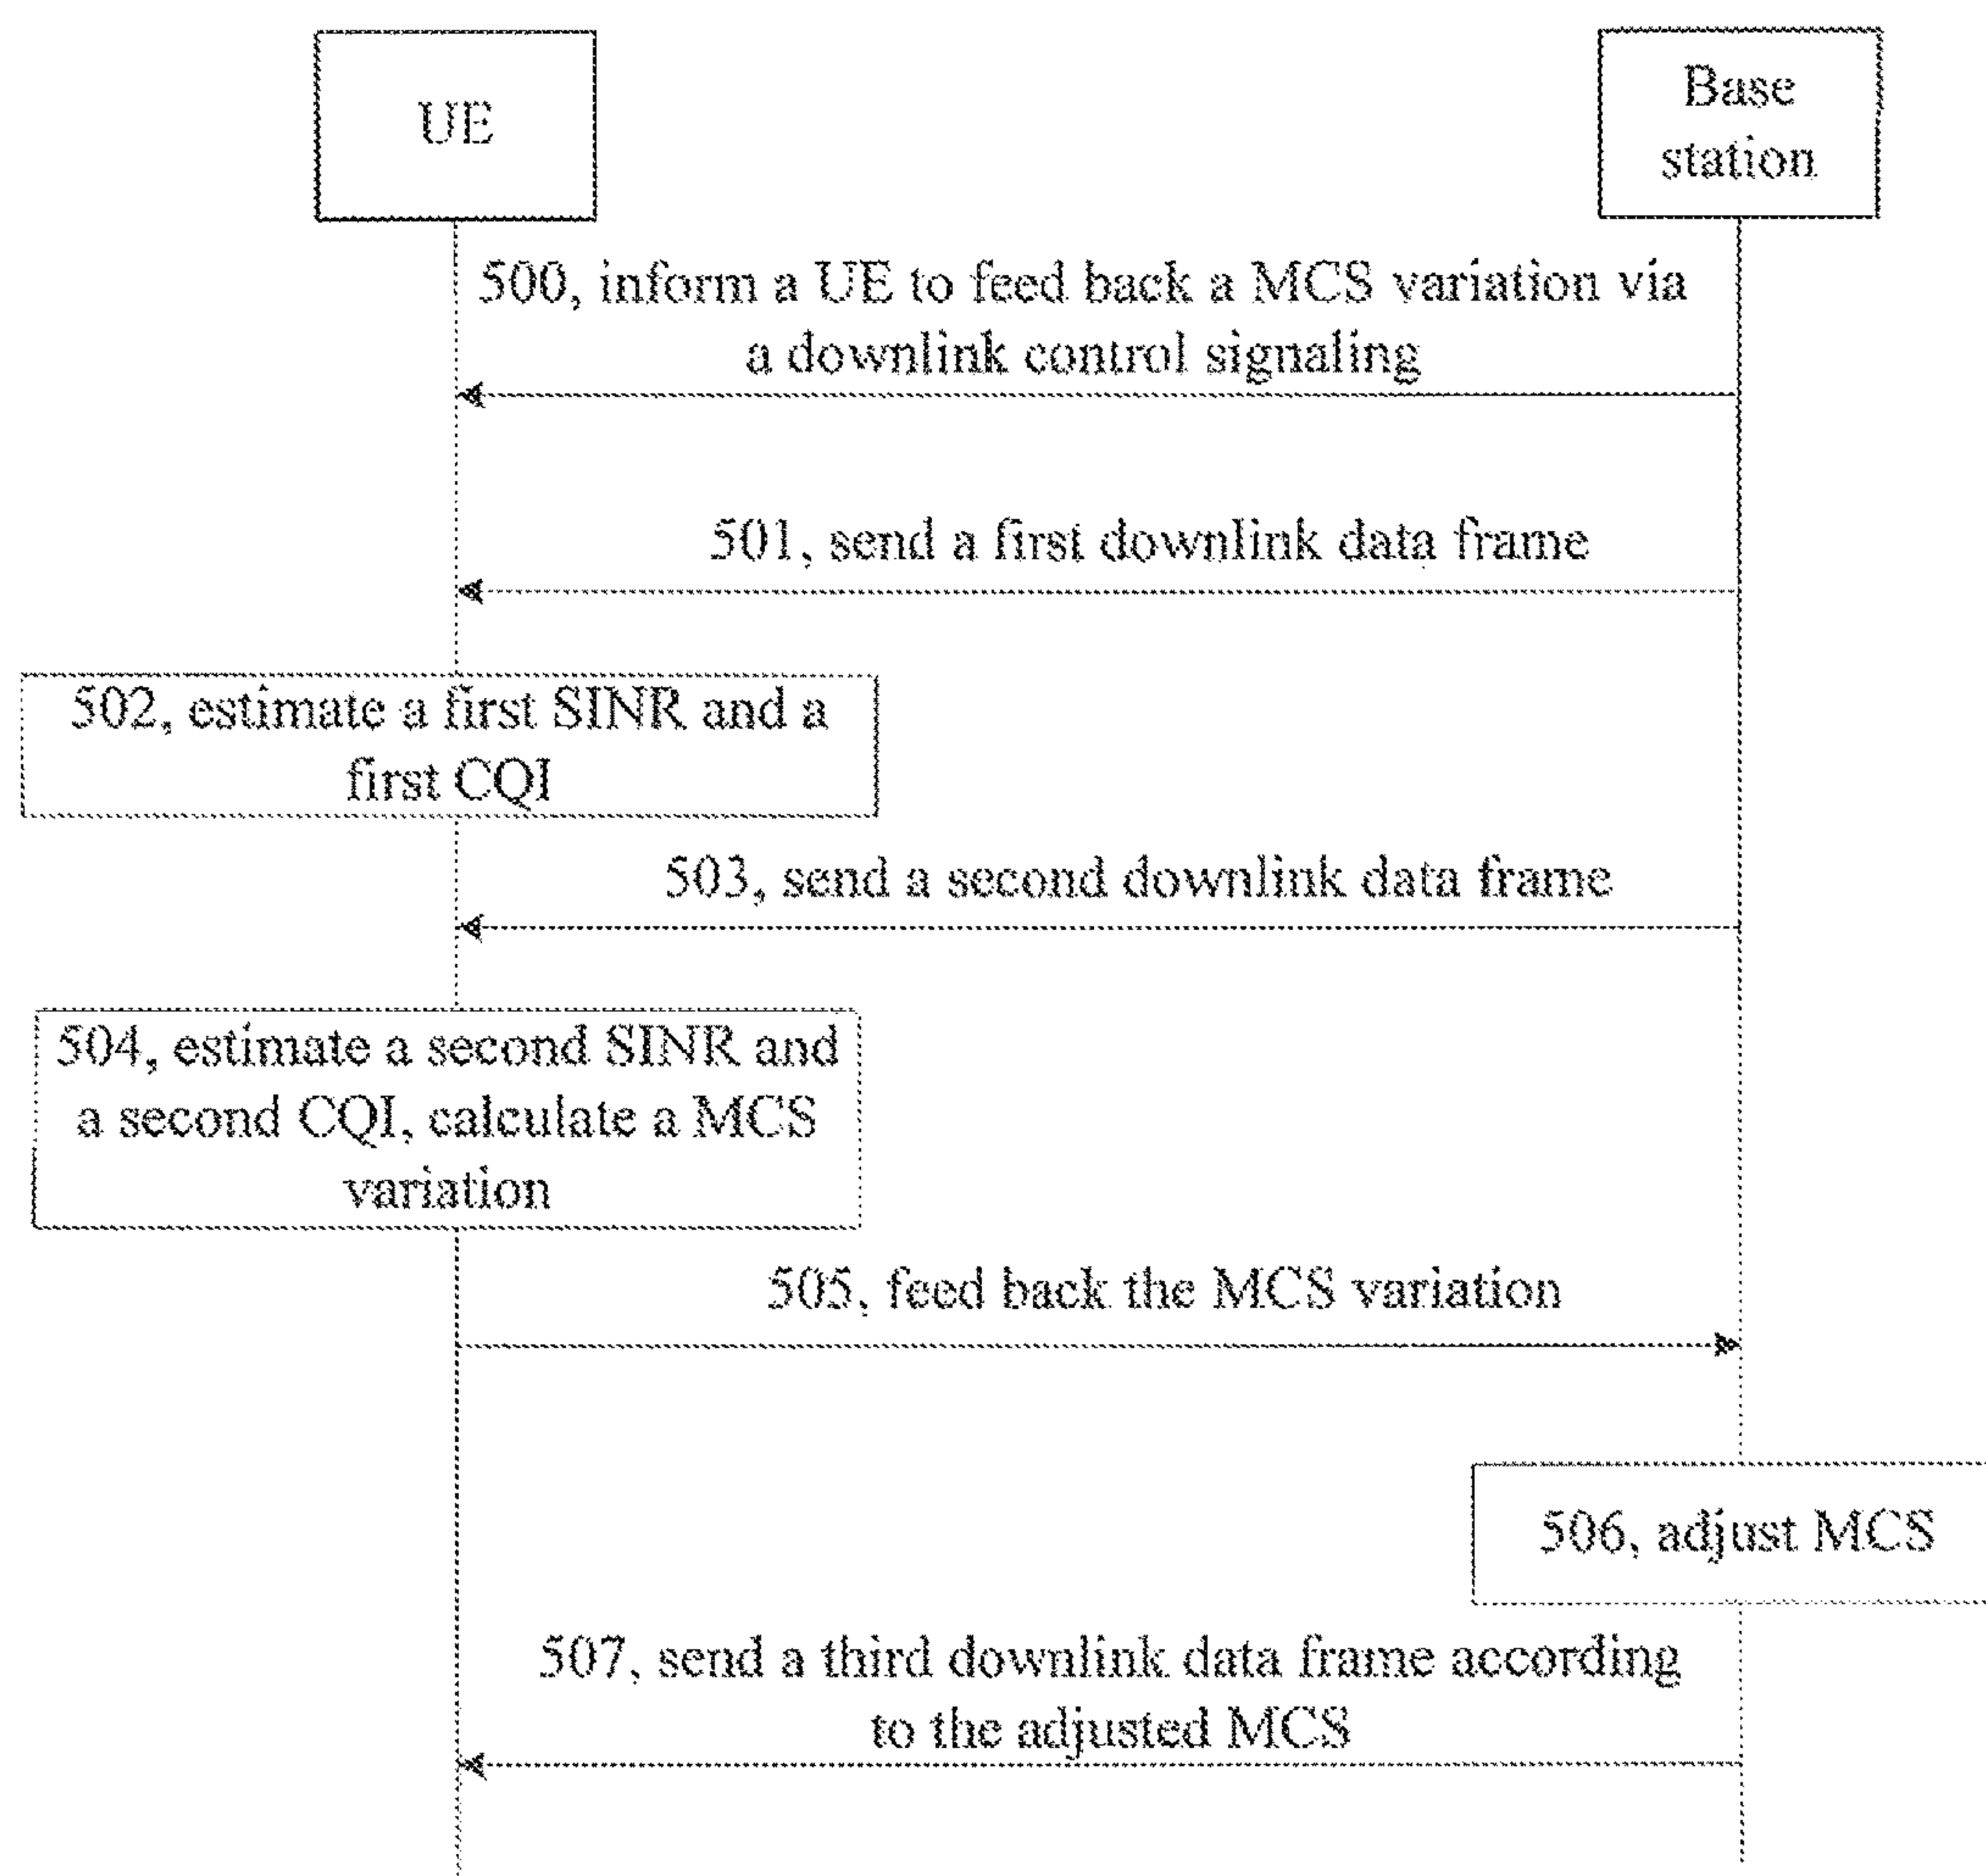 UE
Base
station
500, inform a UE to feed back a MCS variation via
a downlink control signaling
501, send a first downlink data frame
502, estimate a first SINR and a
first CQI
503, send a second downlink data frame
504, estimate a second SINR and
a second CQI, calculate a MCS
variation
505, feed back the MCS variation
506, adjust MCS
507, send a third downlink data frame according
to the adjusted MCS